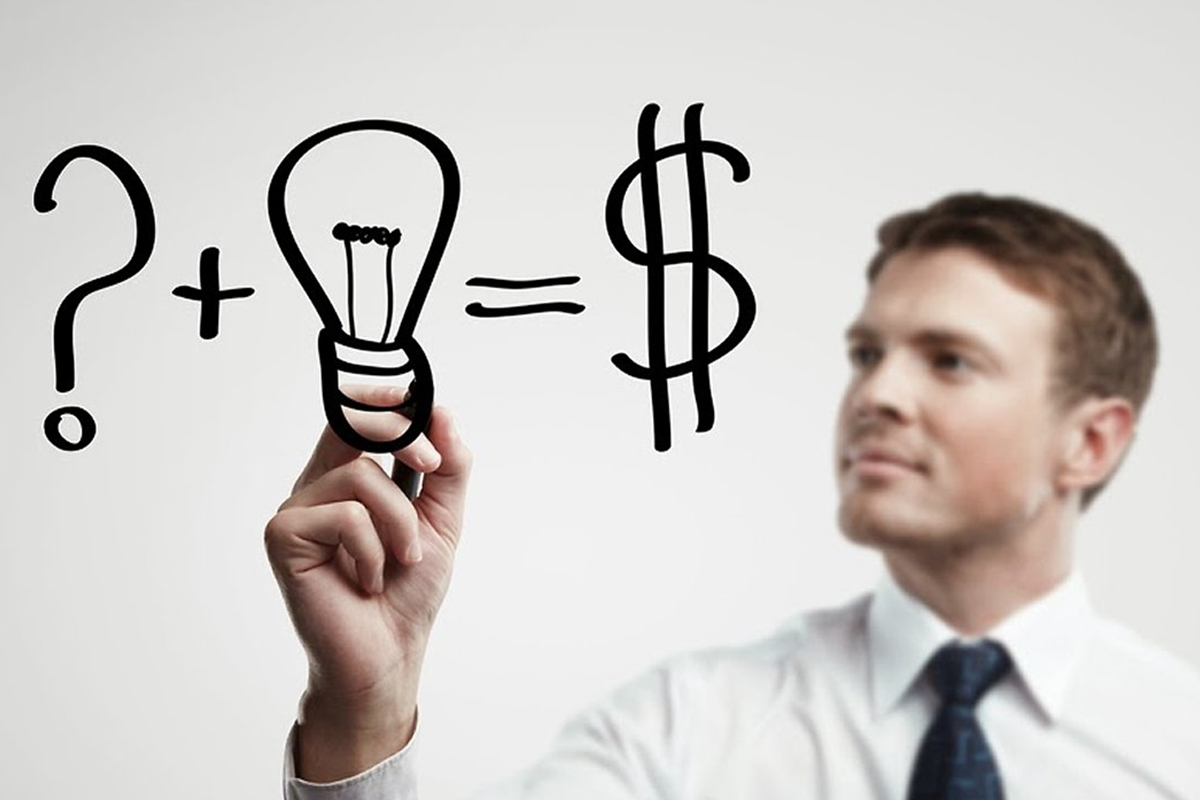 ? + = $